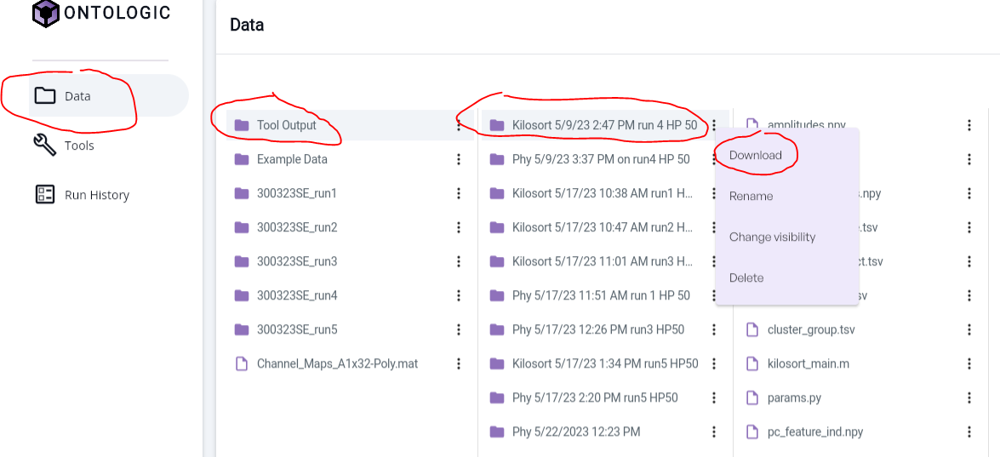 ONTOLOGIC
Data
Tools
Run History
Data
Tool Output
Example Data
300323SE_run1
300323SE_run2
300323SE_run3
300323SE_run4
300323SE_run5
Channel_Maps_A1x32-Poly.mat
Kilosort 5/9/23 2:47 PM run 4 HP 50
Phy 5/9/23 3:37 PM on run4 HP 50
Kilosort 5/17/23 10:38 AM run1 H...
Kilosort 5/17/23 10:47 AM run2 H...
Kilosort 5/17/23 11:01 AM run3 H...
Phy 5/17/23 11:51 AM run 1 HP 50
Phy 5/17/23 12:26 PM run3 HP50
Kilosort 5/17/23 1:34 PM run5 HP50
Phy 5/17/23 2:20 PM run5 HP50
Phy 5/22/2023 12:23 PM
Download
Rename
Change visibility
Delete
amplitudes.npy
s.npy
e.tsv
ct.tsv
sv
cluster_group.tsv
kilosort_main.m
params.py
pc_feature_ind.npy